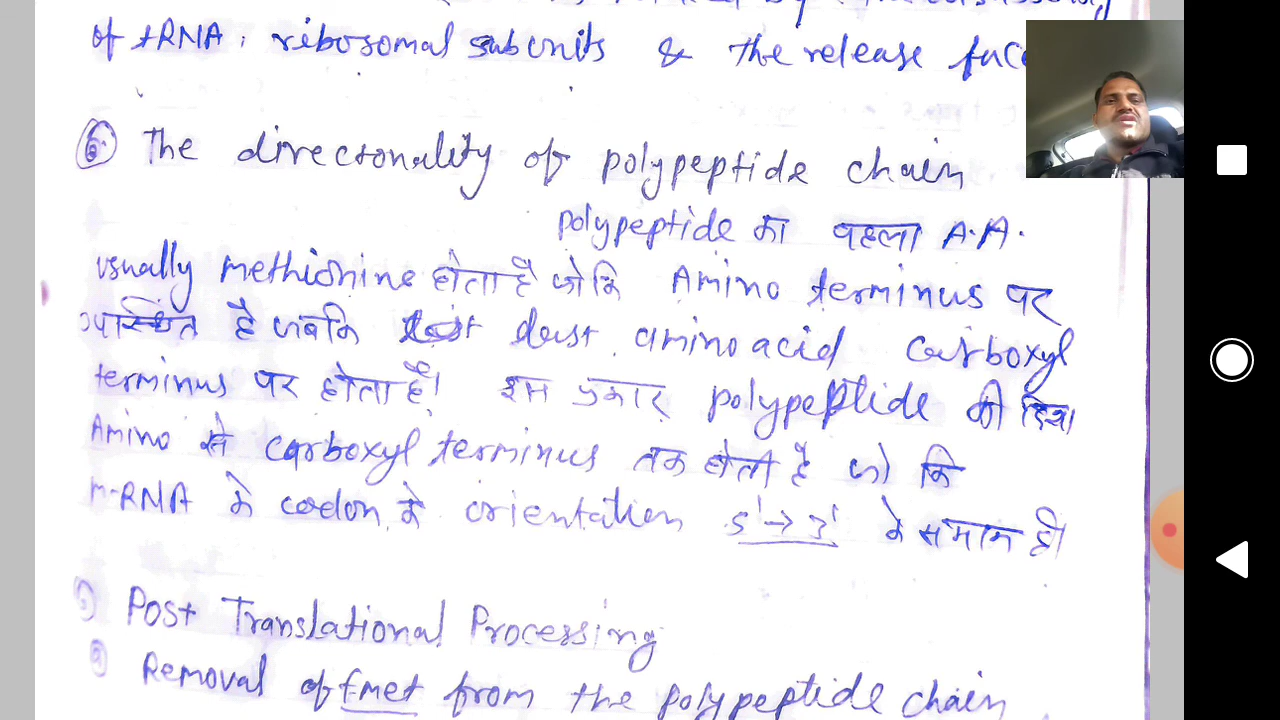 of tRNA, ribosomal subunits & the release
⑥ The directonality of polypeptide chain
polypeptide का पहला A.A.
usually methionine होता है जोकि Amino terminus पर
उपस्थित है जबकि last amino acid carboxyl
terminus पर होता है। इस प्रकार polypeptide की दिशा
Amino से carboxyl terminus तक होती है जो कि
m-RNA के codon के orientation 5'→3' के समान ही
Post Translational Processing
Removal of fmet from the polypeptide chain